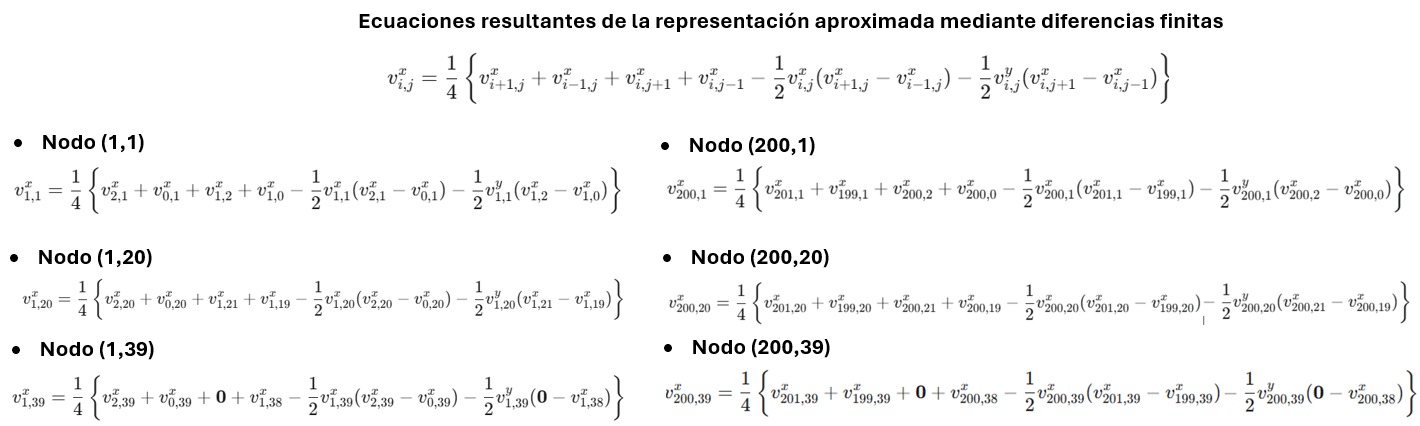 Ecuaciones resultantes de la representación aproximada mediante diferencias finitas
$v^x_{i,j} = \frac{1}{4}\left\{v^x_{i+1,j} + v^x_{i-1,j} + v^x_{i,j+1} + v^x_{i,j-1} - \frac{1}{2}v^x_{i,j}(v^x_{i+1,j} - v^x_{i-1,j}) - \frac{1}{2}v^y_{i,j}(v^x_{i,j+1} - v^x_{i,j-1})\right\}$
• Nodo (1,1)
$v^x_{1,1} = \frac{1}{4}\left\{v^x_{2,1} + v^x_{0,1} + v^x_{1,2} + v^x_{1,0} - \frac{1}{2}v^x_{1,1}(v^x_{2,1} - v^x_{0,1}) - \frac{1}{2}v^y_{1,1}(v^x_{1,2} - v^x_{1,0})\right\}$
• Nodo (1,20)
$v^x_{1,20} = \frac{1}{4}\left\{v^x_{2,20} + v^x_{0,20} + v^x_{1,21} + v^x_{1,19} - \frac{1}{2}v^x_{1,20}(v^x_{2,20} - v^x_{0,20}) - \frac{1}{2}v^y_{1,20}(v^x_{1,21} - v^x_{1,19})\right\}$
• Nodo (1,39)
$v^x_{1,39} = \frac{1}{4}\left\{v^x_{2,39} + v^x_{0,39} + \mathbf{0} + v^x_{1,38} - \frac{1}{2}v^x_{1,39}(v^x_{2,39} - v^x_{0,39}) - \frac{1}{2}v^y_{1,39}(\mathbf{0} - v^x_{1,38})\right\}$
• Nodo (200,1)
$v^x_{200,1} = \frac{1}{4}\left\{v^x_{201,1} + v^x_{199,1} + v^x_{200,2} + v^x_{200,0} - \frac{1}{2}v^x_{200,1}(v^x_{201,1} - v^x_{199,1}) - \frac{1}{2}v^y_{200,1}(v^x_{200,2} - v^x_{200,0})\right\}$
• Nodo (200,20)
$v^x_{200,20} = \frac{1}{4}\left\{v^x_{201,20} + v^x_{199,20} + v^x_{200,21} + v^x_{200,19} - \frac{1}{2}v^x_{200,20}(v^x_{201,20} - v^x_{199,20}) - \frac{1}{2}v^y_{200,20}(v^x_{200,21} - v^x_{200,19})\right\}$
• Nodo (200,39)
$v^x_{200,39} = \frac{1}{4}\left\{v^x_{201,39} + v^x_{199,39} + \mathbf{0} + v^x_{200,38} - \frac{1}{2}v^x_{200,39}(v^x_{201,39} - v^x_{199,39}) - \frac{1}{2}v^y_{200,39}(\mathbf{0} - v^x_{200,38})\right\}$